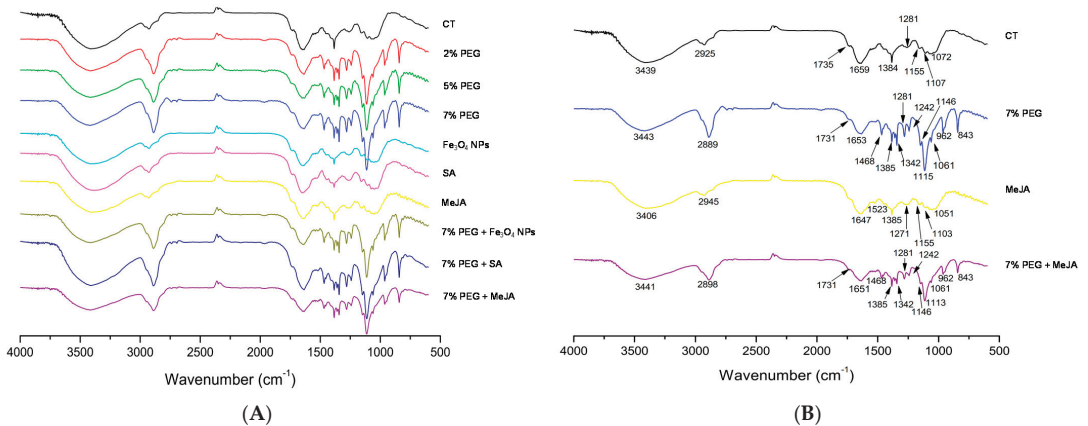 CT
2% PEG
5% PEG
7% PEG
Fe₃O₄ NPs
SA
MeJA
7% PEG + Fe₃O₄ NPs
7% PEG + SA
7% PEG + MeJA
4000 3500 3000 2500 2000 1500 1000 500
Wavenumber (cm⁻¹)
(A)
CT
3439 2925 1735 1659 1384 1281 1155 1107 1072
7% PEG
3443 2889 1731 1653 1468 1385 1281 1342 1242 1115 1146 1061 962 843
MeJA
3406 2945 1647 1523 1385 1271 1155 1103 1051
7% PEG + MeJA
3441 2898 1731 1651 1468 1385 1342 1281 1242 1146 1113 1061 962 843
4000 3500 3000 2500 2000 1500 1000 500
Wavenumber (cm⁻¹)
(B)